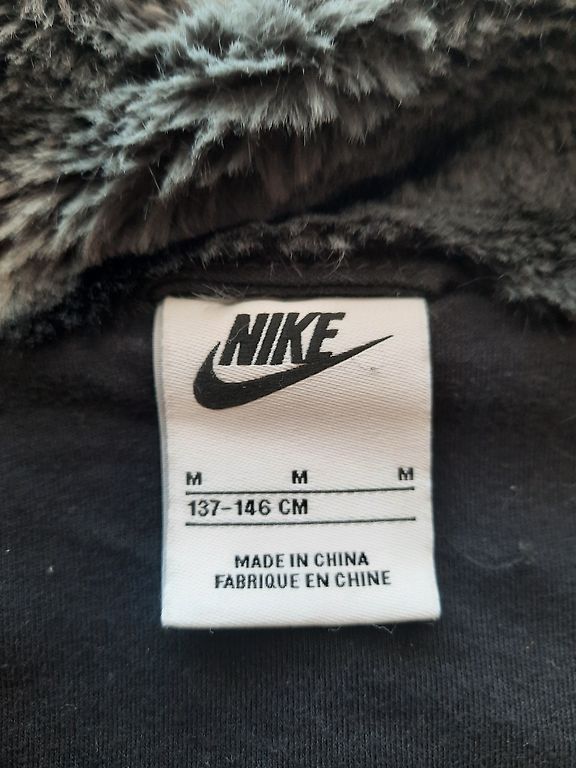 NIKE
M M M
137-146 CM
MADE IN CHINA
FABRIQUE EN CHINE